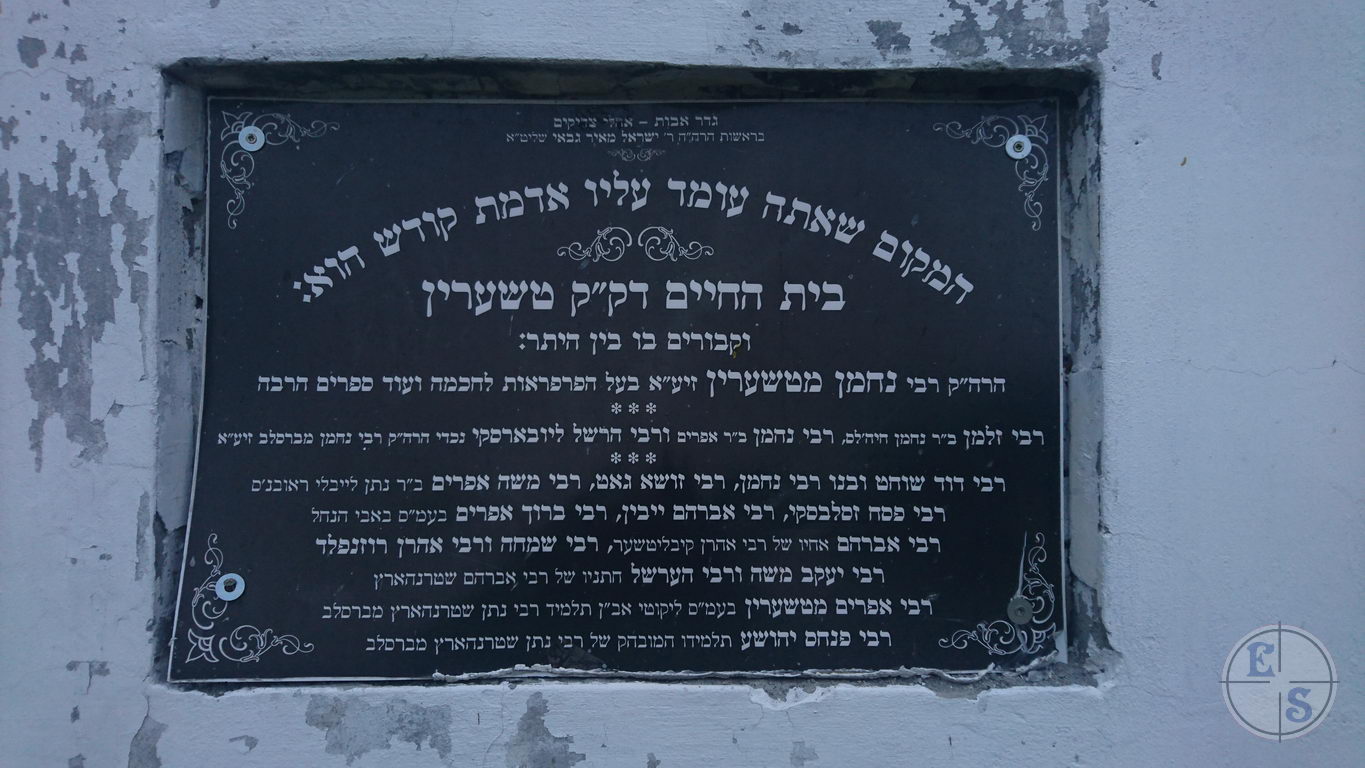 גדר אבות – אהלי צדיקים
בראשות הרה"ח ר' ישראל מאיר גבאי שליט"א
המקום שאתה עומד עליו אדמת קודש הוא:
בית החיים דק"ק טשערין
וקבורים בו בין היתר:
הרה"ק רבי נחמן מטשערין זיע"א בעל הפרפראות לחכמה ועוד ספרים הרבה
***
רבי זלמן ב"ר נחמן חיה'לס, רבי נחמן ב"ר אפרים ורבי הרשל ליובארסקי נכדי הרה"ק רבי נחמן מברסלב זיע"א
***
רבי דוד שוחט ובנו רבי נחמן, רבי זושא גאט, רבי משה אפרים ב"ר נתן לייבלי ראובנ'ס
רבי פסח זסלבסקי, רבי אברהם ייבין, רבי ברוך אפרים בעמ"ס באבי הנחל
רבי אברהם אחיו של רבי אהרן קיבליטשער, רבי שמחה ורבי אהרן רוזנפלד
רבי יעקב משה ורבי הערשל חתניו של רבי אברהם שטרנהארץ
רבי אפרים מטשערין בעמ"ס ליקוטי אב"ן תלמיד רבי נתן שטרנהארץ מברסלב
רבי פנחס יהושע תלמידו המובהק של רבי נתן שטרנהארץ מברסלב
E
S